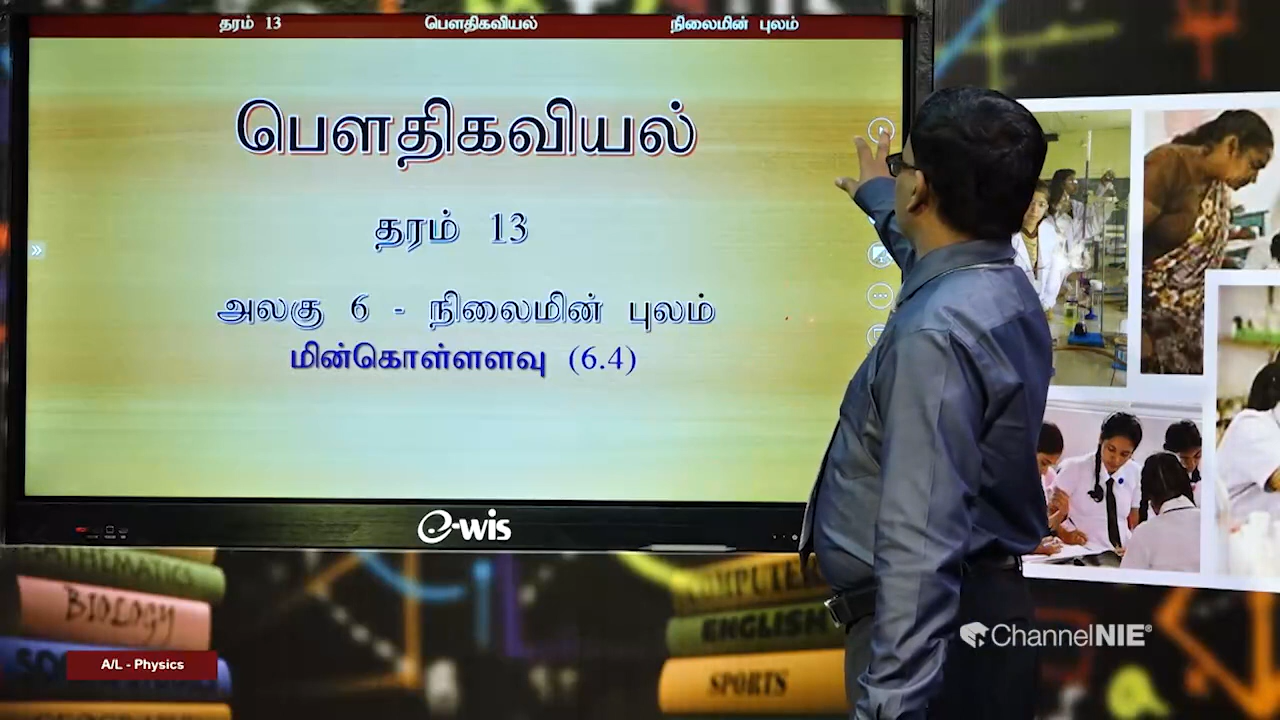 தரம் 13 பௌதிகவியல் நிலைமின் புலம்
பௌதிகவியல்
தரம் 13
அலகு 6 - நிலைமின் புலம்
மின்கொள்ளளவு (6.4)
e-wis
MATHEMATICS
BIOLOGY
COMPUTER
ENGLISH
SPORTS
A/L - Physics
ChannelNIE®